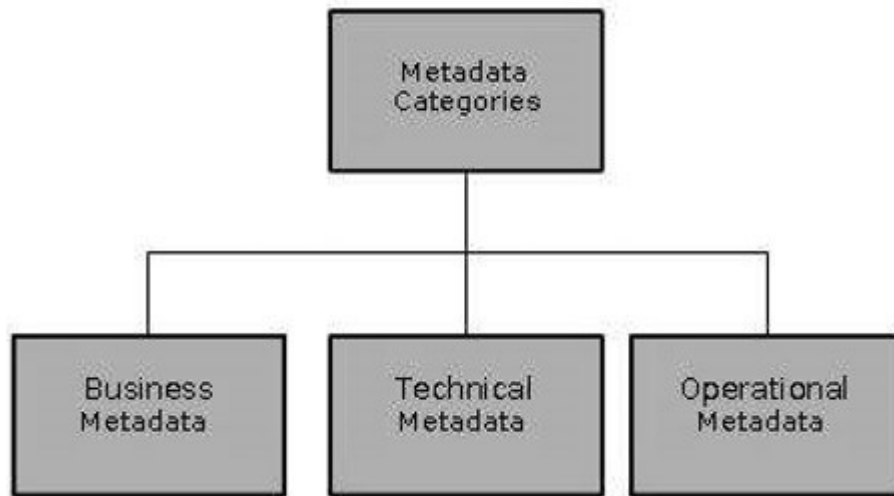 Metadata
Categories
Business
Metadata
Technical
Metadata
Operational
Metadata